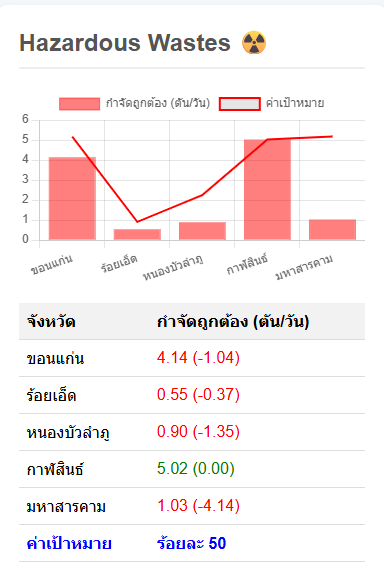 Hazardous Wastes ☢️
กำจัดถูกต้อง (ตัน/วัน) ค่าเป้าหมาย
6
5
4
3
2
1
0
ขอนแก่น ร้อยเอ็ด หนองบัวลำภู กาฬสินธ์ มหาสารคาม
จังหวัด กำจัดถูกต้อง (ตัน/วัน)
ขอนแก่น 4.14 (-1.04)
ร้อยเอ็ด 0.55 (-0.37)
หนองบัวลำภู 0.90 (-1.35)
กาฬสินธ์ 5.02 (0.00)
มหาสารคาม 1.03 (-4.14)
ค่าเป้าหมาย ร้อยละ 50